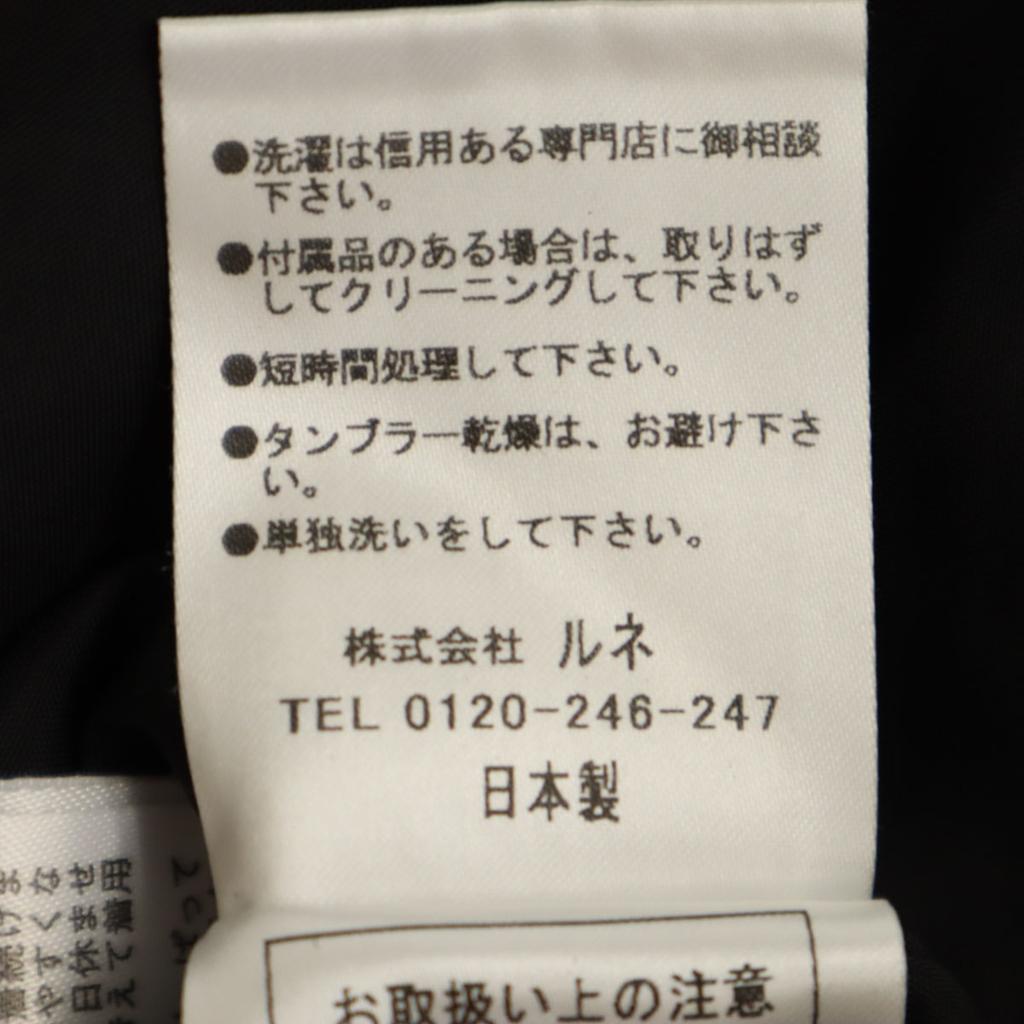 ●洗濯は信用ある専門店に御相談
下さい。
●付属品のある場合は、取りはず
してクリーニングして下さい。
●短時間処理して下さい。
●タンブラー乾燥は、お避け下さ
い。
●単独洗いをして下さい。
株式会社 ルネ
TEL 0120-246-247
日本製
お取扱い上の注意